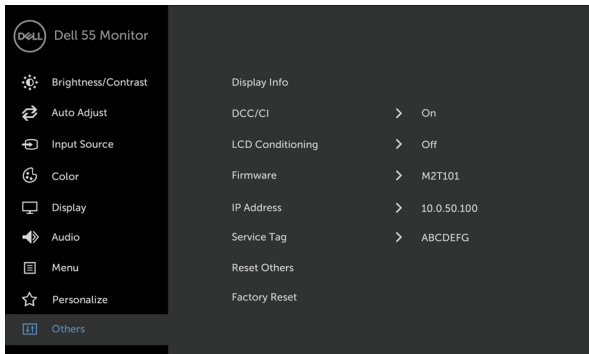 DELL Dell 55 Monitor
Brightness/Contrast
Auto Adjust
Input Source
Color
Display
Audio
Menu
Personalize
Others
Display Info
DCC/CI > On
LCD Conditioning > Off
Firmware > M2T101
IP Address > 10.0.50.100
Service Tag > ABCDEFG
Reset Others
Factory Reset